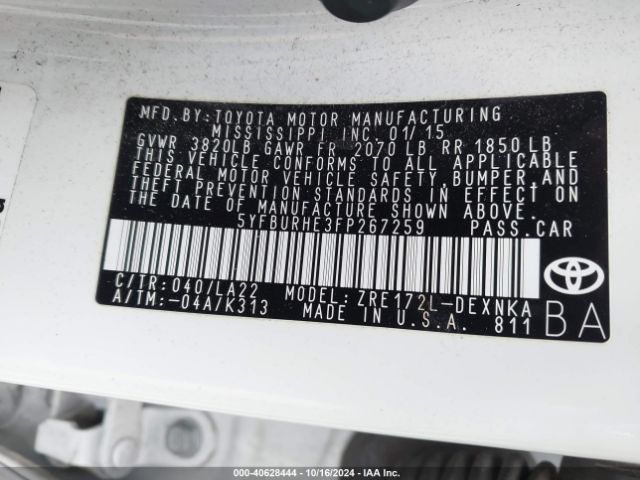 MFD. BY: TOYOTA MOTOR MANUFACTURING
MISSISSIPPI INC. 01/15
GVWR 3820LB GAWR FR 2070 LB RR 1850 LB
THIS VEHICLE CONFORMS TO ALL APPLICABLE
FEDERAL MOTOR VEHICLE SAFETY, BUMPER, AND
THEFT PREVENTION STANDARDS IN EFFECT ON
THE DATE OF MANUFACTURE SHOWN ABOVE.
5YFBURHE3FP267259 PASS. CAR
C/TR: 040/LA22 MODEL: ZRE172L-DEXNKA
A/TM: -04A/K313 MADE IN U.S.A. 811
BA
000-40628444 | 10/16/2024 | IAA Inc.